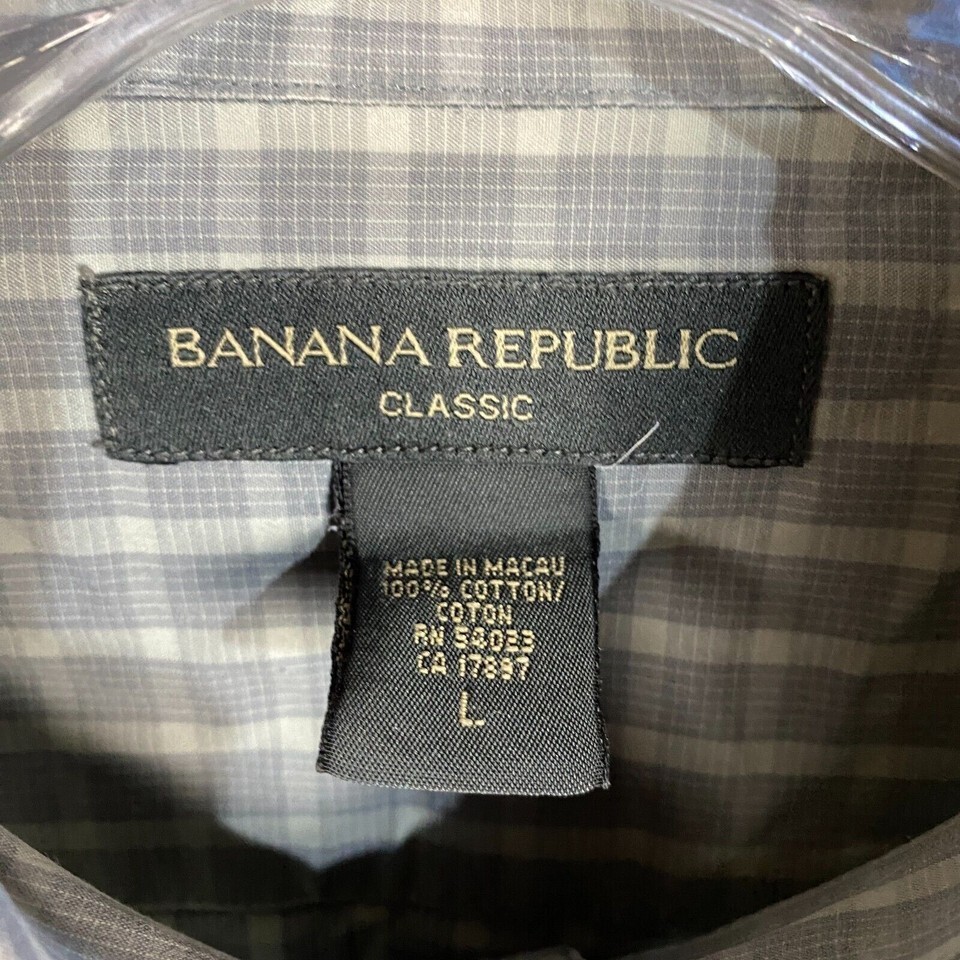 BANANA REPUBLIC
CLASSIC
MADE IN MACAU
100% COTTON/
COTON
RN 54023
CA 17897
L